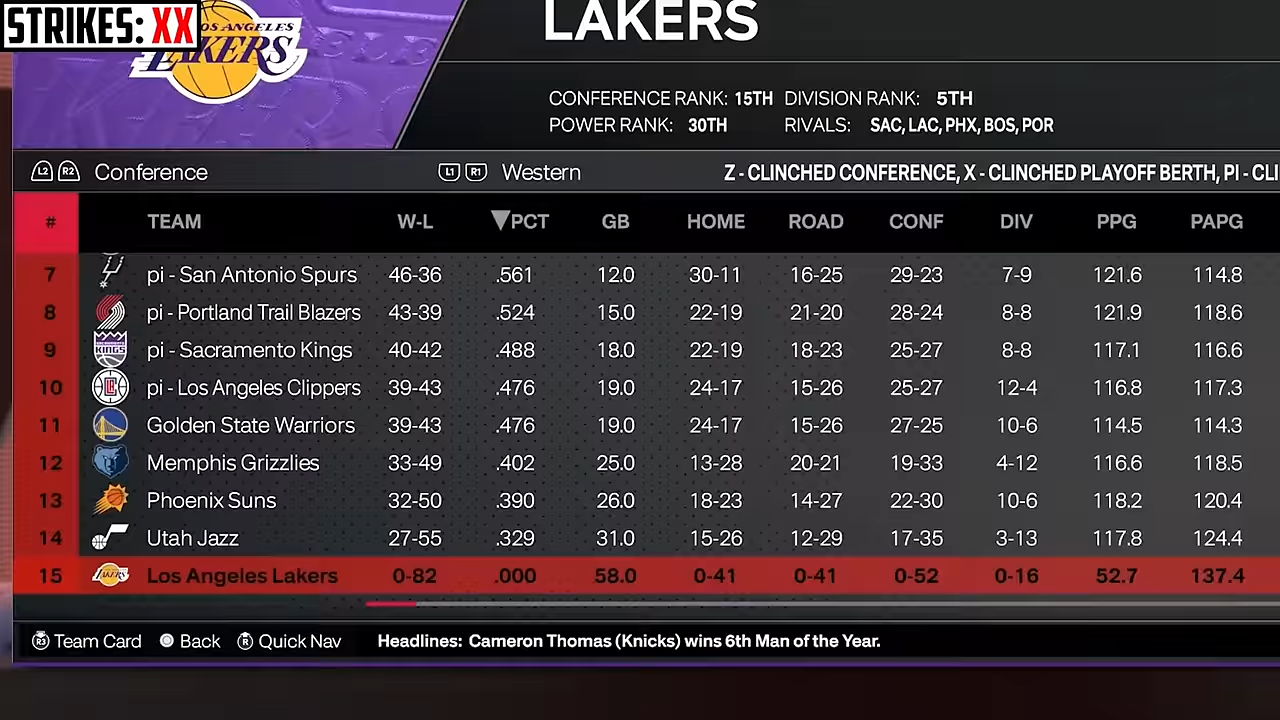 STRIKES: XX
LOS ANGELES
LAKERS
LAKERS
CONFERENCE RANK: 15TH DIVISION RANK: 5TH
POWER RANK: 30TH RIVALS: SAC, LAC, PHX, BOS, POR
L2 R2 Conference L1 R1 Western Z - CLINCHED CONFERENCE, X - CLINCHED PLAYOFF BERTH, PI - CLI
# TEAM W-L ▼PCT GB HOME ROAD CONF DIV PPG PAPG
7 pi - San Antonio Spurs 46-36 .561 12.0 30-11 16-25 29-23 7-9 121.6 114.8
8 pi - Portland Trail Blazers 43-39 .524 15.0 22-19 21-20 28-24 8-8 121.9 118.6
9 KINGS pi - Sacramento Kings 40-42 .488 18.0 22-19 18-23 25-27 8-8 117.1 116.6
10 pi - Los Angeles Clippers 39-43 .476 19.0 24-17 15-26 25-27 12-4 116.8 117.3
11 Golden State Warriors 39-43 .476 19.0 24-17 15-26 27-25 10-6 114.5 114.3
12 Memphis Grizzlies 33-49 .402 25.0 13-28 20-21 19-33 4-12 116.6 118.5
13 Phoenix Suns 32-50 .390 26.0 18-23 14-27 22-30 10-6 118.2 120.4
14 Utah Jazz 27-55 .329 31.0 15-26 12-29 17-35 3-13 117.8 124.4
15 LAKERS Los Angeles Lakers 0-82 .000 58.0 0-41 0-41 0-52 0-16 52.7 137.4
R3 Team Card Back R Quick Nav Headlines: Cameron Thomas (Knicks) wins 6th Man of the Year.